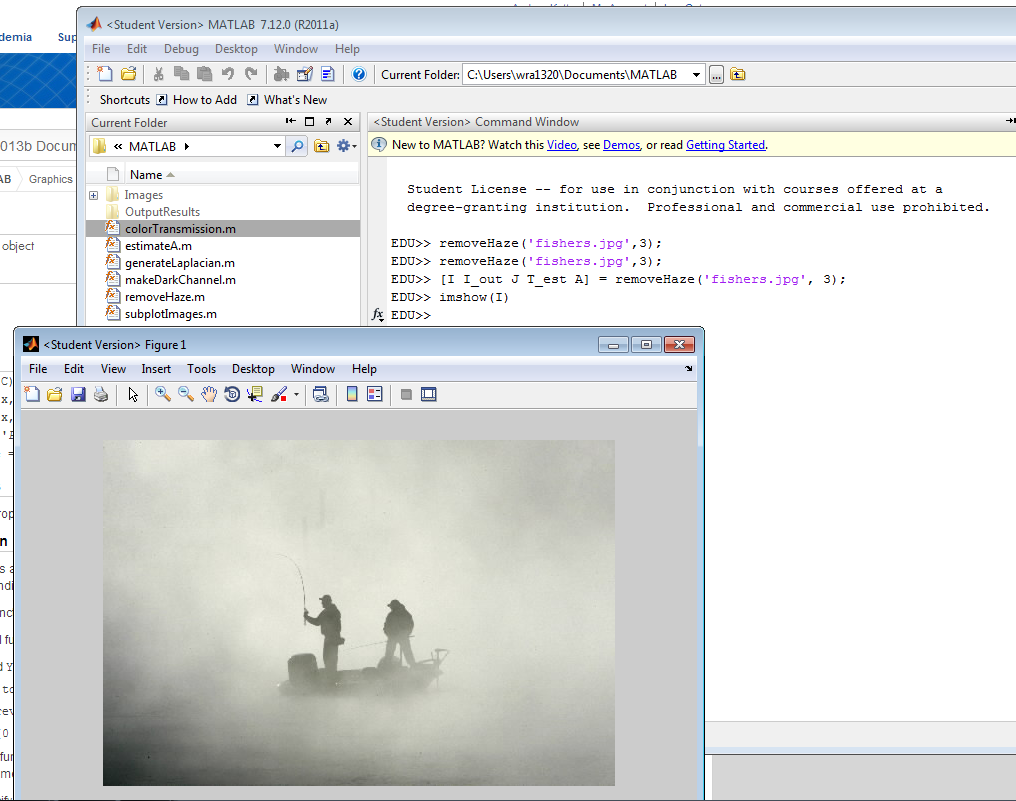 demia
Sup
013b Docum
AB
Graphics
object
<Student Version> MATLAB 7.12.0 (R2011a)
File Edit Debug Desktop Window Help
Current Folder: C:\Users\wra1320\Documents\MATLAB
Shortcuts How to Add What's New
Current Folder
« MATLAB
Name
Images
OutputResults
colorTransmission.m
estimateA.m
generateLaplacian.m
makeDarkChannel.m
removeHaze.m
subplotImages.m
<Student Version> Command Window
New to MATLAB? Watch this Video, see Demos, or read Getting Started.
Student License -- for use in conjunction with courses offered at a
degree-granting institution.  Professional and commercial use prohibited.
EDU>> removeHaze('fishers.jpg',3);
EDU>> removeHaze('fishers.jpg',3);
EDU>> [I I_out J T_est A] = removeHaze('fishers.jpg', 3);
EDU>> imshow(I)
fx EDU>>
<Student Version> Figure 1
File Edit View Insert Tools Desktop Window Help